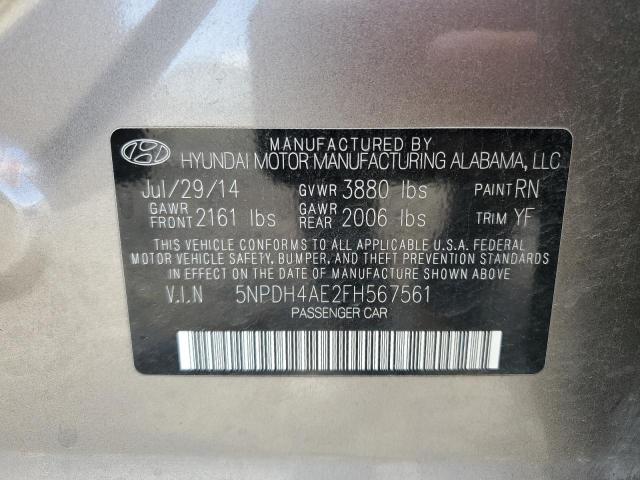 MANUFACTURED BY
HYUNDAI MOTOR MANUFACTURING ALABAMA, LLC
Jul/29/14 GVWR 3880 lbs PAINT RN
GAWR FRONT 2161 lbs GAWR REAR 2006 lbs TRIM YF
THIS VEHICLE CONFORMS TO ALL APPLICABLE U.S.A. FEDERAL
MOTOR VEHICLE SAFETY, BUMPER, AND THEFT PREVENTION STANDARDS
IN EFFECT ON THE DATE OF MANUFACTURE SHOWN ABOVE
V.I.N 5NPDH4AE2FH567561
PASSENGER CAR